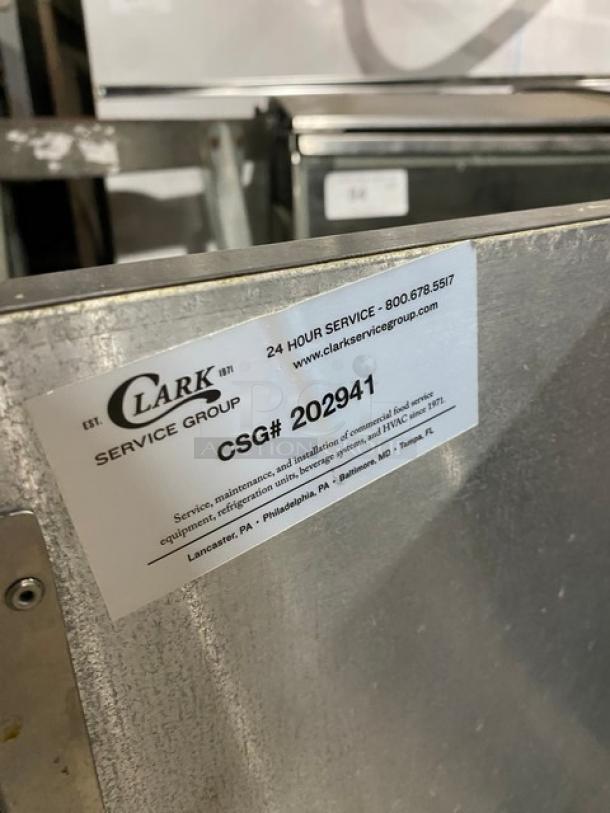 24 HOUR SERVICE - 800.678.5517
www.clarkservicegroup.com
EST. CLARK 1971
SERVICE GROUP
CSG# 202941
Service, maintenance, and installation of commercial food service
equipment, refrigeration units, beverage systems, and HVAC since 1971.
Lancaster, PA • Philadelphia, PA • Baltimore, MD • Tampa, FL
PCI